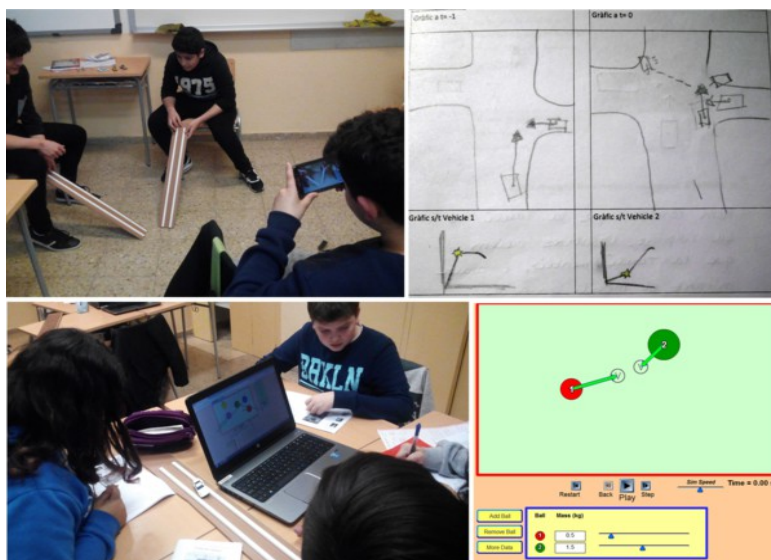 1975
Gràfic a t= -1
Gràfic a t= 0
Gràfic s/t Vehicle 1
Gràfic s/t Vehicle 2
BAKLN
1
V
V
2
Restart
Back
Play
Step
Sim Speed
Time = 0.00
Add Ball
Remove Ball
More Data
Ball
Mass (kg)
1
0.5
2
1.5